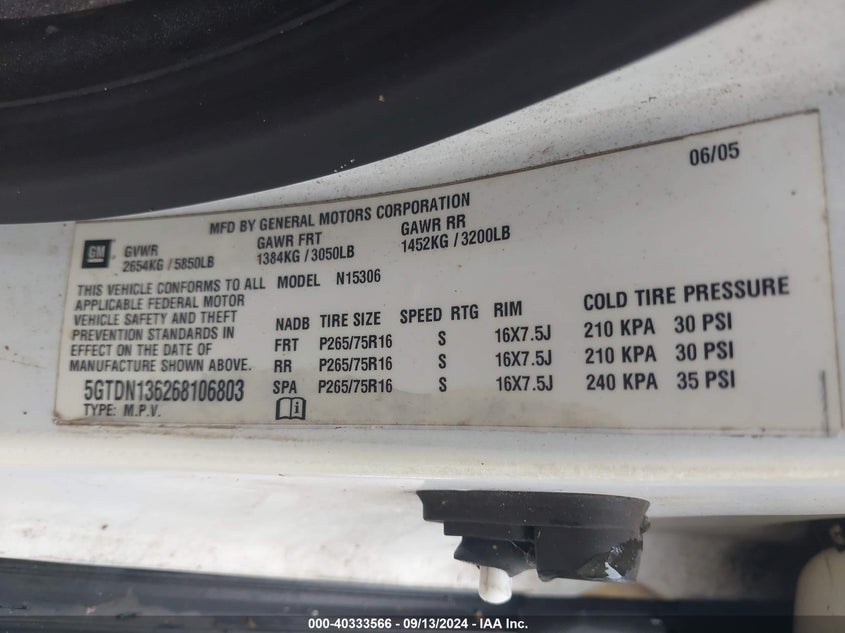 06/05
MFD BY GENERAL MOTORS CORPORATION
GM
GVWR GAWR FRT GAWR RR
2654KG / 5850LB 1384KG / 3050LB 1452KG / 3200LB
THIS VEHICLE CONFORMS TO ALL
APPLICABLE FEDERAL MOTOR
VEHICLE SAFETY AND THEFT
PREVENTION STANDARDS IN
EFFECT ON THE DATE OF
MANUFACTURE SHOWN ABOVE.
5GTDN136268106803
TYPE: M.P.V.
MODEL N15306
NADB TIRE SIZE SPEED RTG RIM COLD TIRE PRESSURE
FRT P265/75R16 S 16X7.5J 210 KPA 30 PSI
RR P265/75R16 S 16X7.5J 210 KPA 30 PSI
SPA P265/75R16 S 16X7.5J 240 KPA 35 PSI
000-40333566 - 09/13/2024 - IAA Inc.